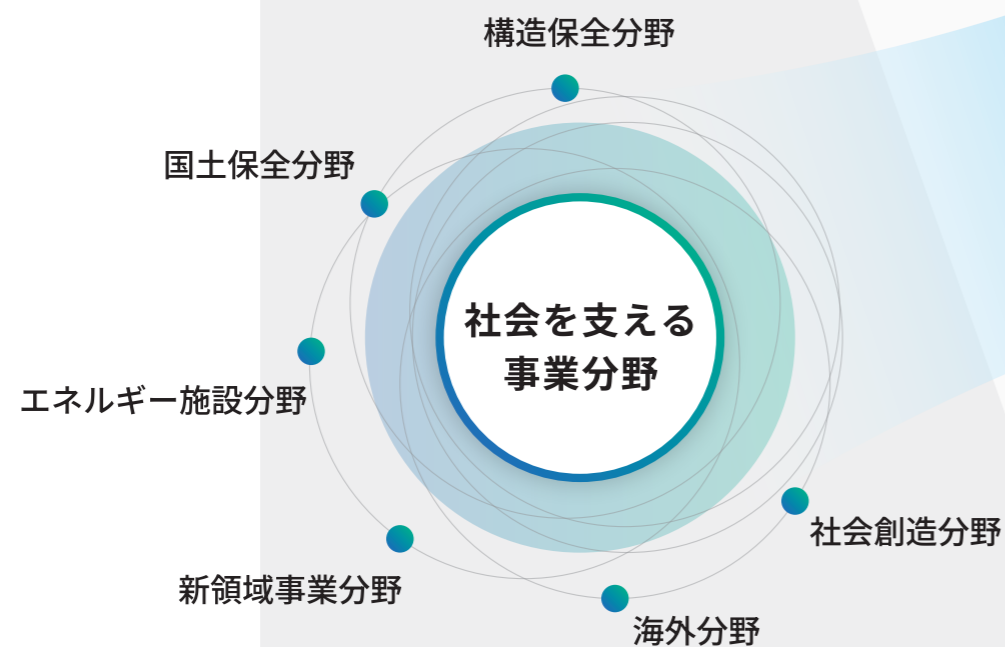 構造保全分野
国土保全分野
社会を支える
事業分野
エネルギー施設分野
社会創造分野
新領域事業分野
海外分野